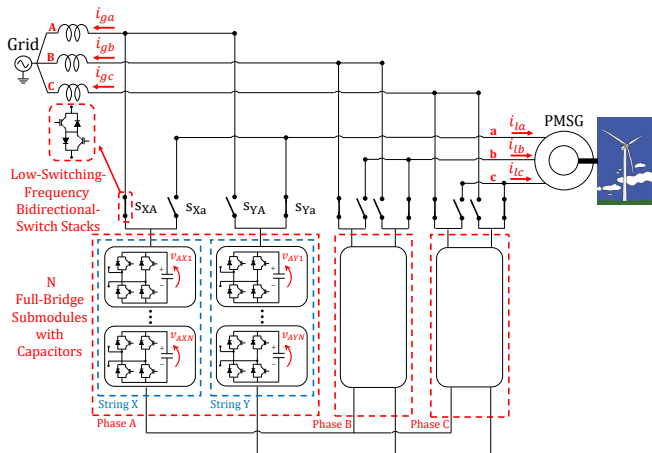 i_ga
A
Grid
i_gb
B
i_gc
C
PMSG
i_la
a
i_lb
b
i_lc
c
Low-Switching-
Frequency
Bidirectional-
Switch Stacks
s_XA
s_Xa
s_YA
s_Ya
N
Full-Bridge
Submodules
with
Capacitors
v_AX1
+
−
v_AY1
+
−
v_AXN
+
−
v_AYN
+
−
String X
String Y
Phase A
Phase B
Phase C